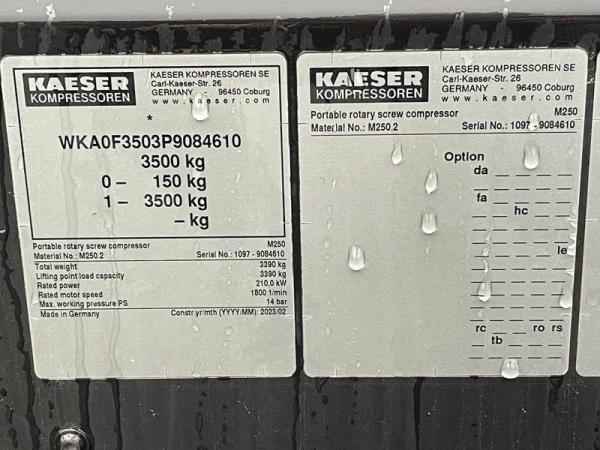 KAESER
KOMPRESSOREN
KAESER KOMPRESSOREN SE
Carl-Kaeser-Str. 26
GERMANY - 96450 Coburg
www.kaeser.com
*
WKA0F3503P9084610
3500 kg
0 – 150 kg
1 – 3500 kg
– kg
Portable rotary screw compressor M250
Material No.: M250.2 Serial No.: 1097 - 9084610
Total weight 3390 kg
Lifting point load capacity 3390 kg
Rated power 210,0 kW
Rated motor speed 1800 1/min
Max. working pressure PS 14 bar
Made in Germany Constr yr/mth (YYYY/MM): 2023/02
KAESER
KOMPRESSOREN
KAESER KOMPRESSOREN SE
Carl-Kaeser-Str. 26
GERMANY - 96450 Coburg
www.kaeser.com
Portable rotary screw compressor M250
Material No.: M250.2 Serial No.: 1097 - 9084610
Option
da
fa
hc
le
rc ro rs
tb